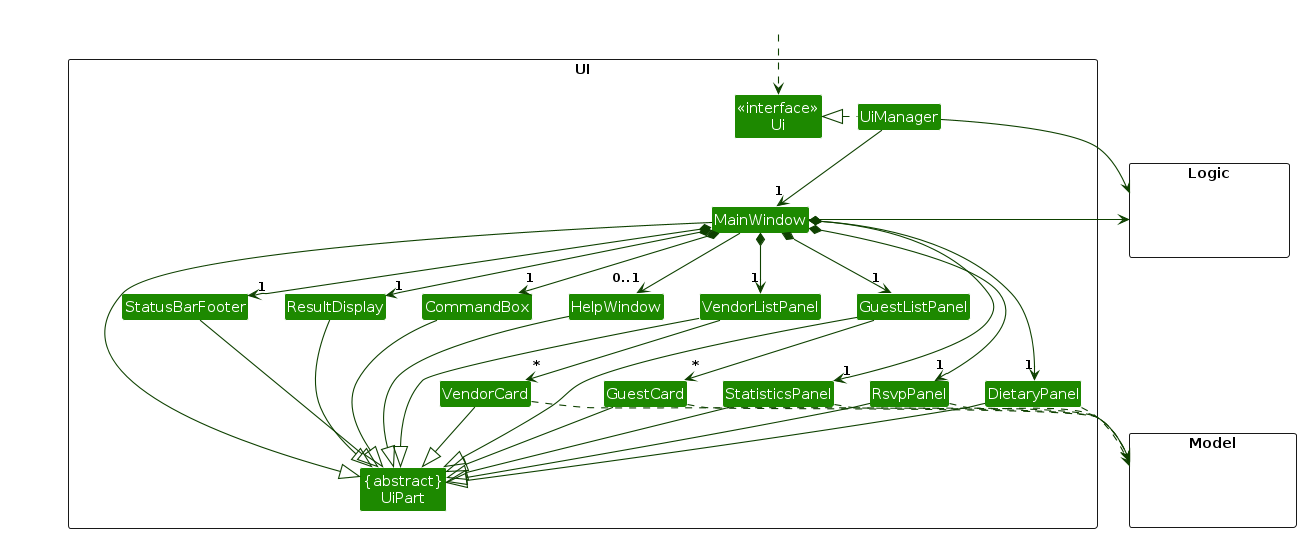 UI
«interface»
Ui
UiManager
Logic
1
MainWindow
1
1
1
0..1
1
1
StatusBarFooter
ResultDisplay
CommandBox
HelpWindow
VendorListPanel
GuestListPanel
*
*
1
1
1
VendorCard
GuestCard
StatisticsPanel
RsvpPanel
DietaryPanel
Model
{abstract}
UiPart